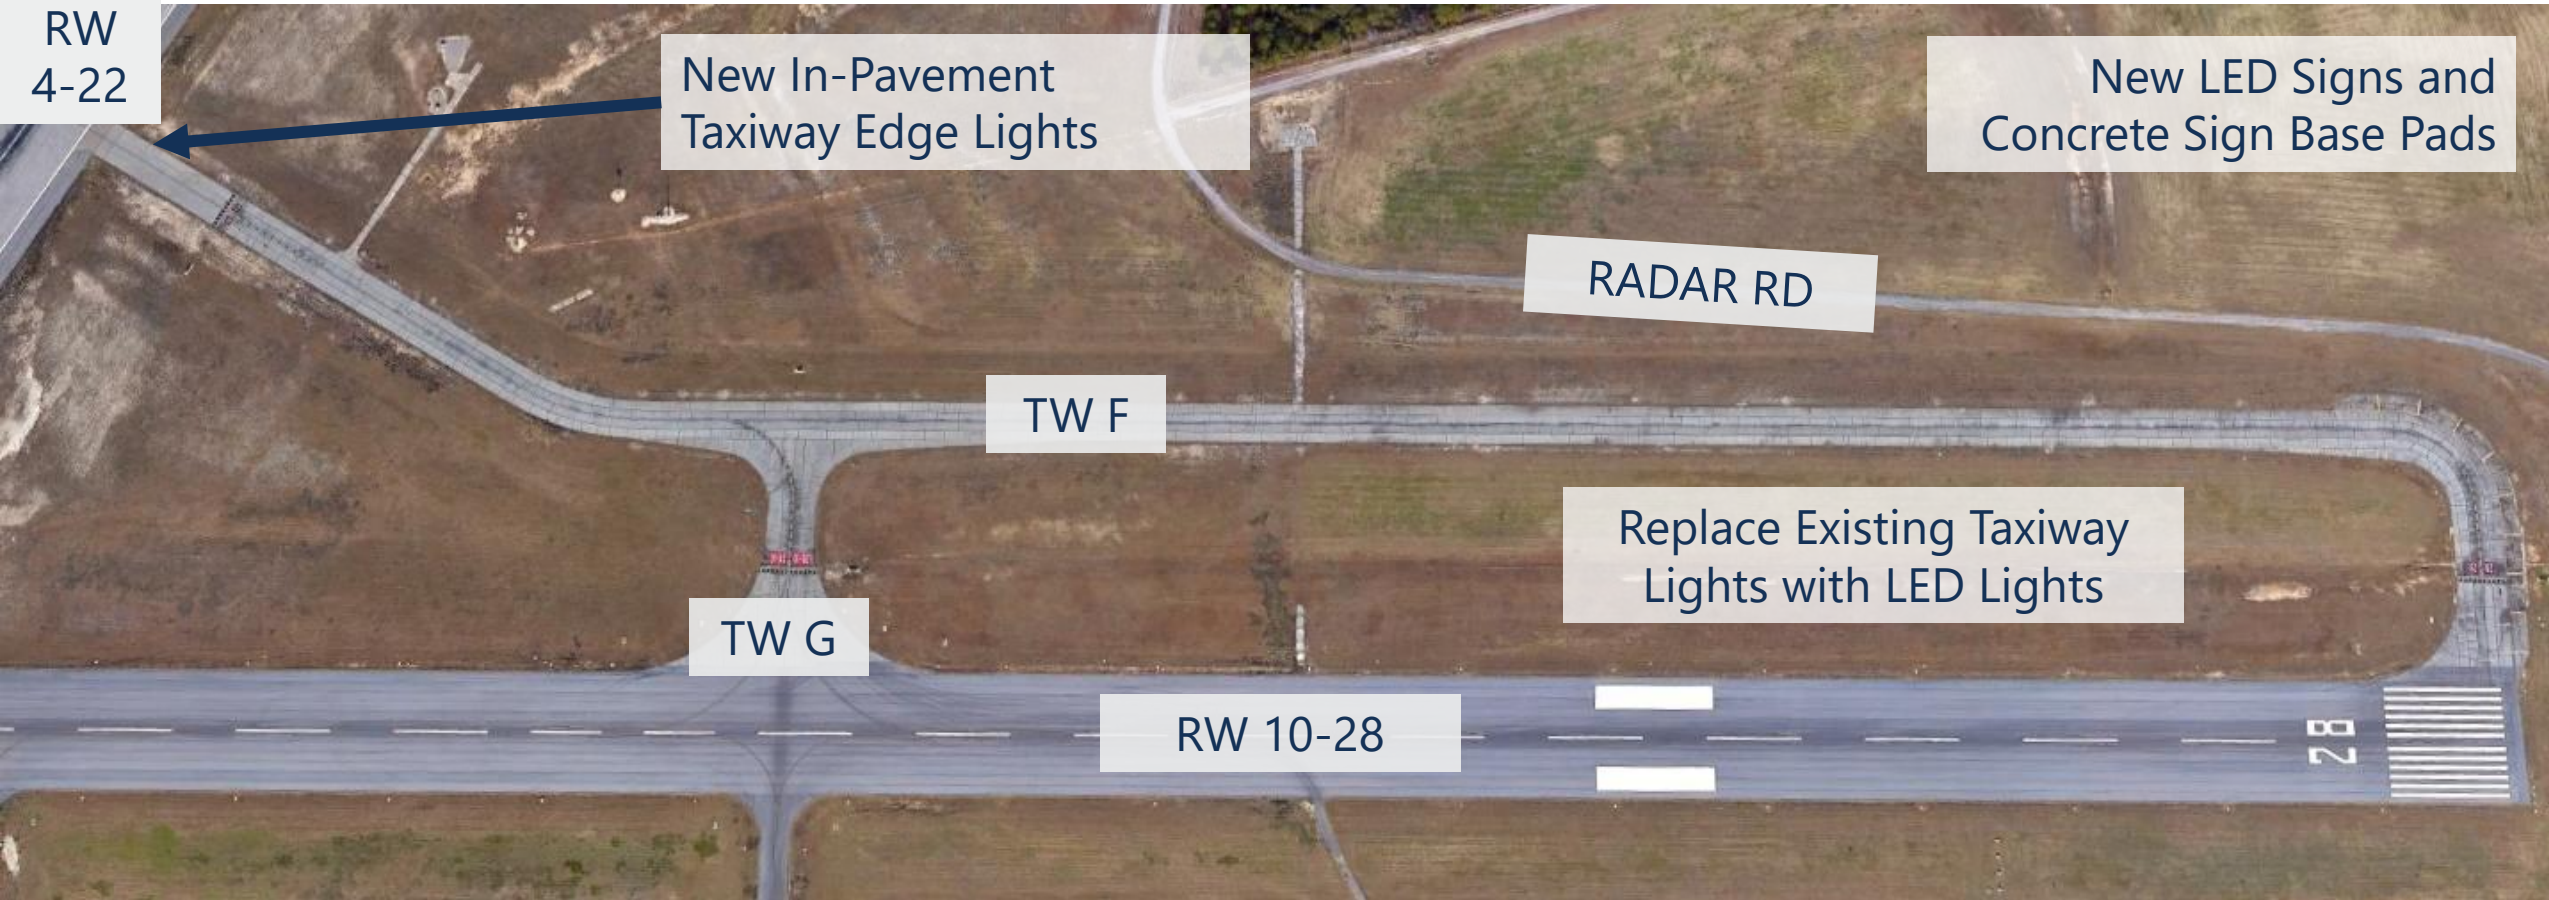 RW
4-22
New In-Pavement
Taxiway Edge Lights
New LED Signs and
Concrete Sign Base Pads
RADAR RD
TW F
Replace Existing Taxiway
Lights with LED Lights
TW G
RW 10-28
28